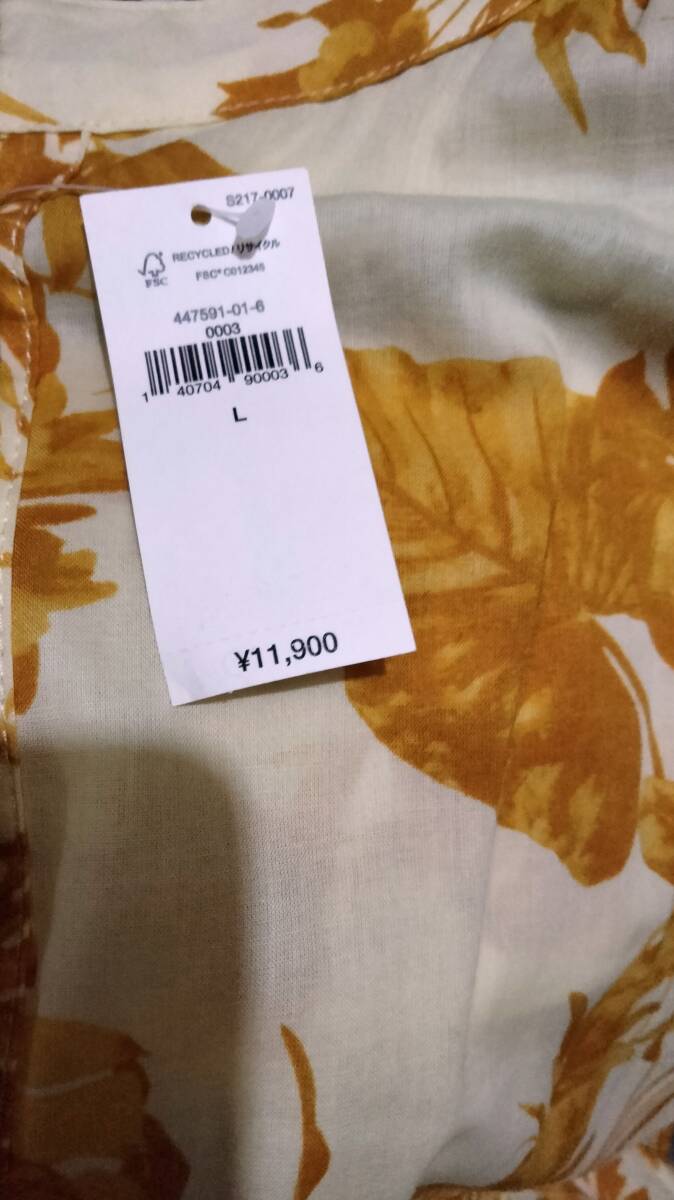 S217-0007
RECYCLED/リサイクル
FSC® C012345
FSC
447591-01-6
0003
1 40704 90003 6
L
¥11,900